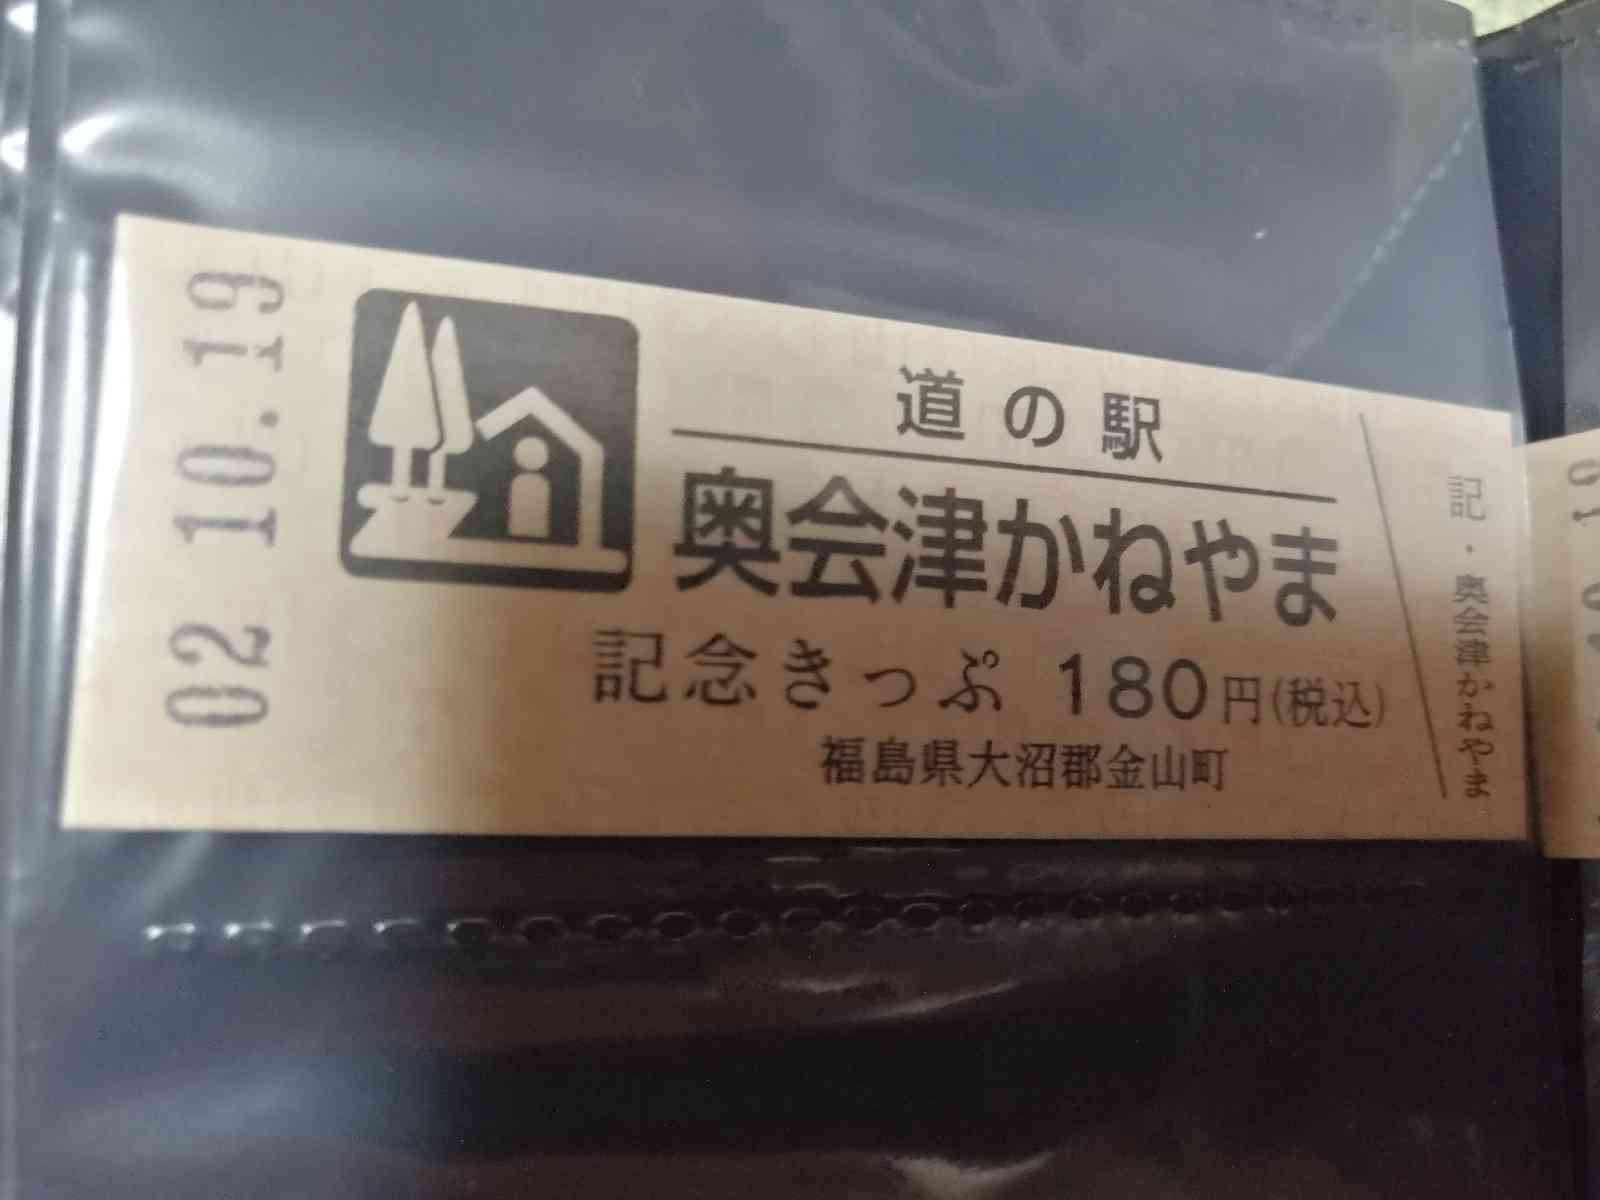 02.10.19
道の駅
奥会津かねやま
記念きっぷ 180円(税込)
福島県大沼郡金山町
記・奥会津かねやま